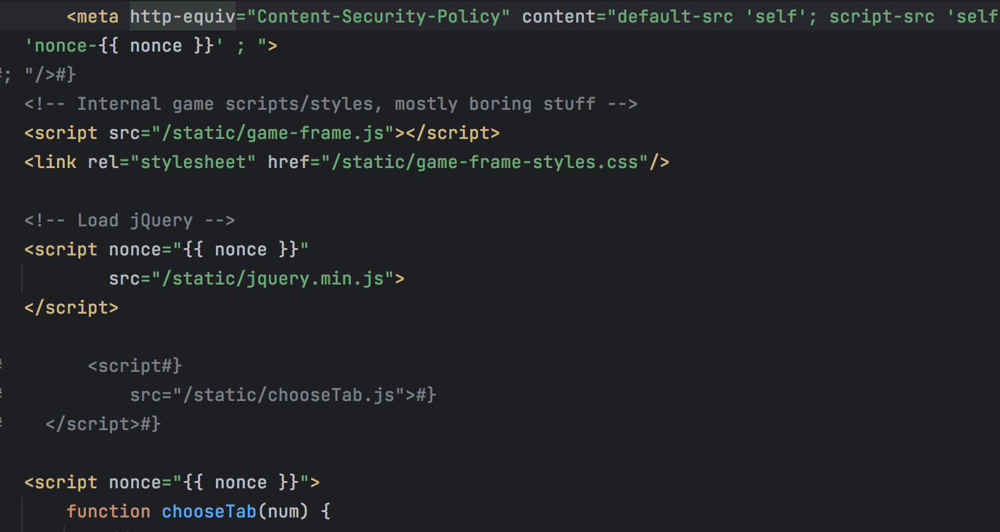 <meta http-equiv="Content-Security-Policy" content="default-src 'self'; script-src 'self
'nonce-{{ nonce }}' ; ">
; "/>#}
<!-- Internal game scripts/styles, mostly boring stuff -->
<script src="/static/game-frame.js"></script>
<link rel="stylesheet" href="/static/game-frame-styles.css"/>
<!-- Load jQuery -->
<script nonce="{{ nonce }}"
src="/static/jquery.min.js">
</script>
<script#}
src="/static/chooseTab.js">#}
</script>#}
<script nonce="{{ nonce }}">
function chooseTab(num) {